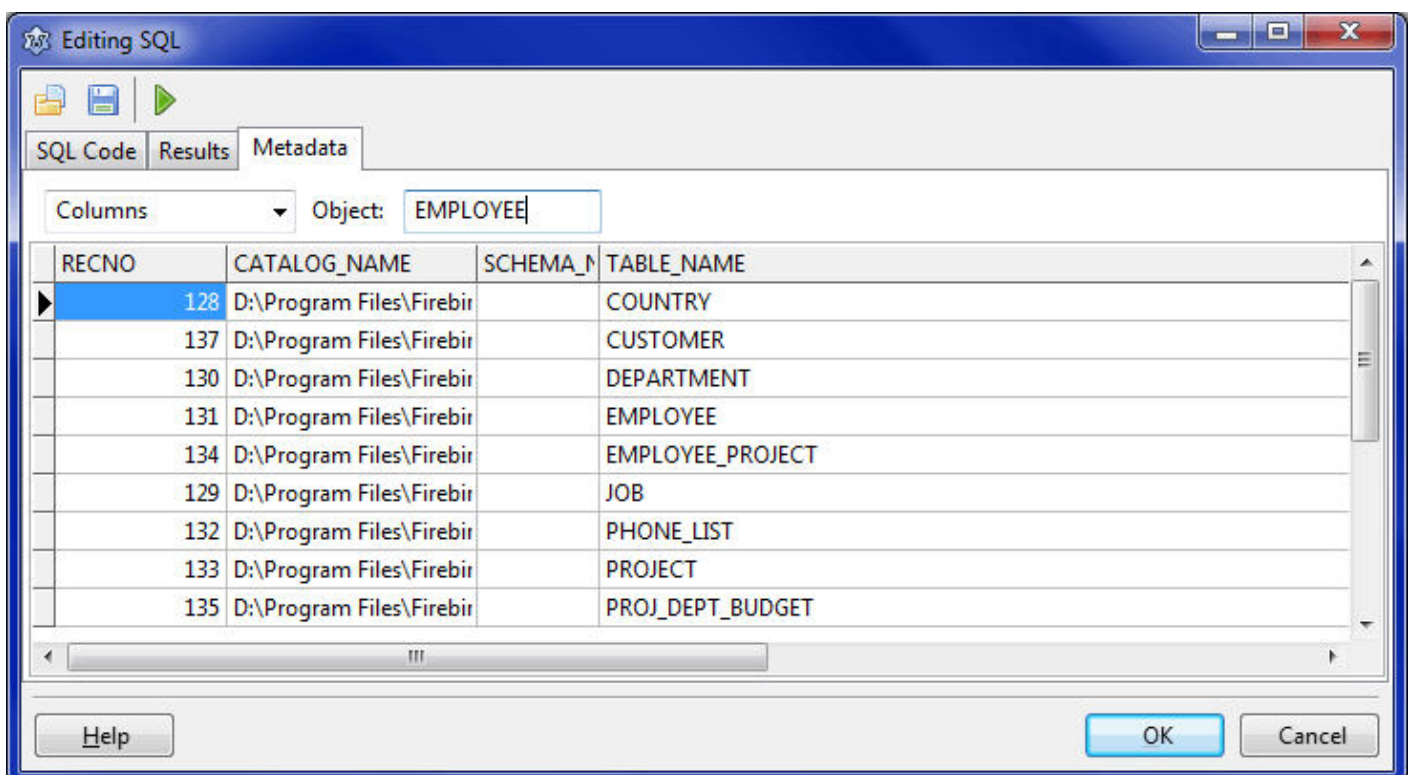 Editing SQL
SQL Code Results Metadata
Columns Object: EMPLOYEE
RECNO CATALOG_NAME SCHEMA_N TABLE_NAME
128 D:\Program Files\Firebir COUNTRY
137 D:\Program Files\Firebir CUSTOMER
130 D:\Program Files\Firebir DEPARTMENT
131 D:\Program Files\Firebir EMPLOYEE
134 D:\Program Files\Firebir EMPLOYEE_PROJECT
129 D:\Program Files\Firebir JOB
132 D:\Program Files\Firebir PHONE_LIST
133 D:\Program Files\Firebir PROJECT
135 D:\Program Files\Firebir PROJ_DEPT_BUDGET
Help OK Cancel